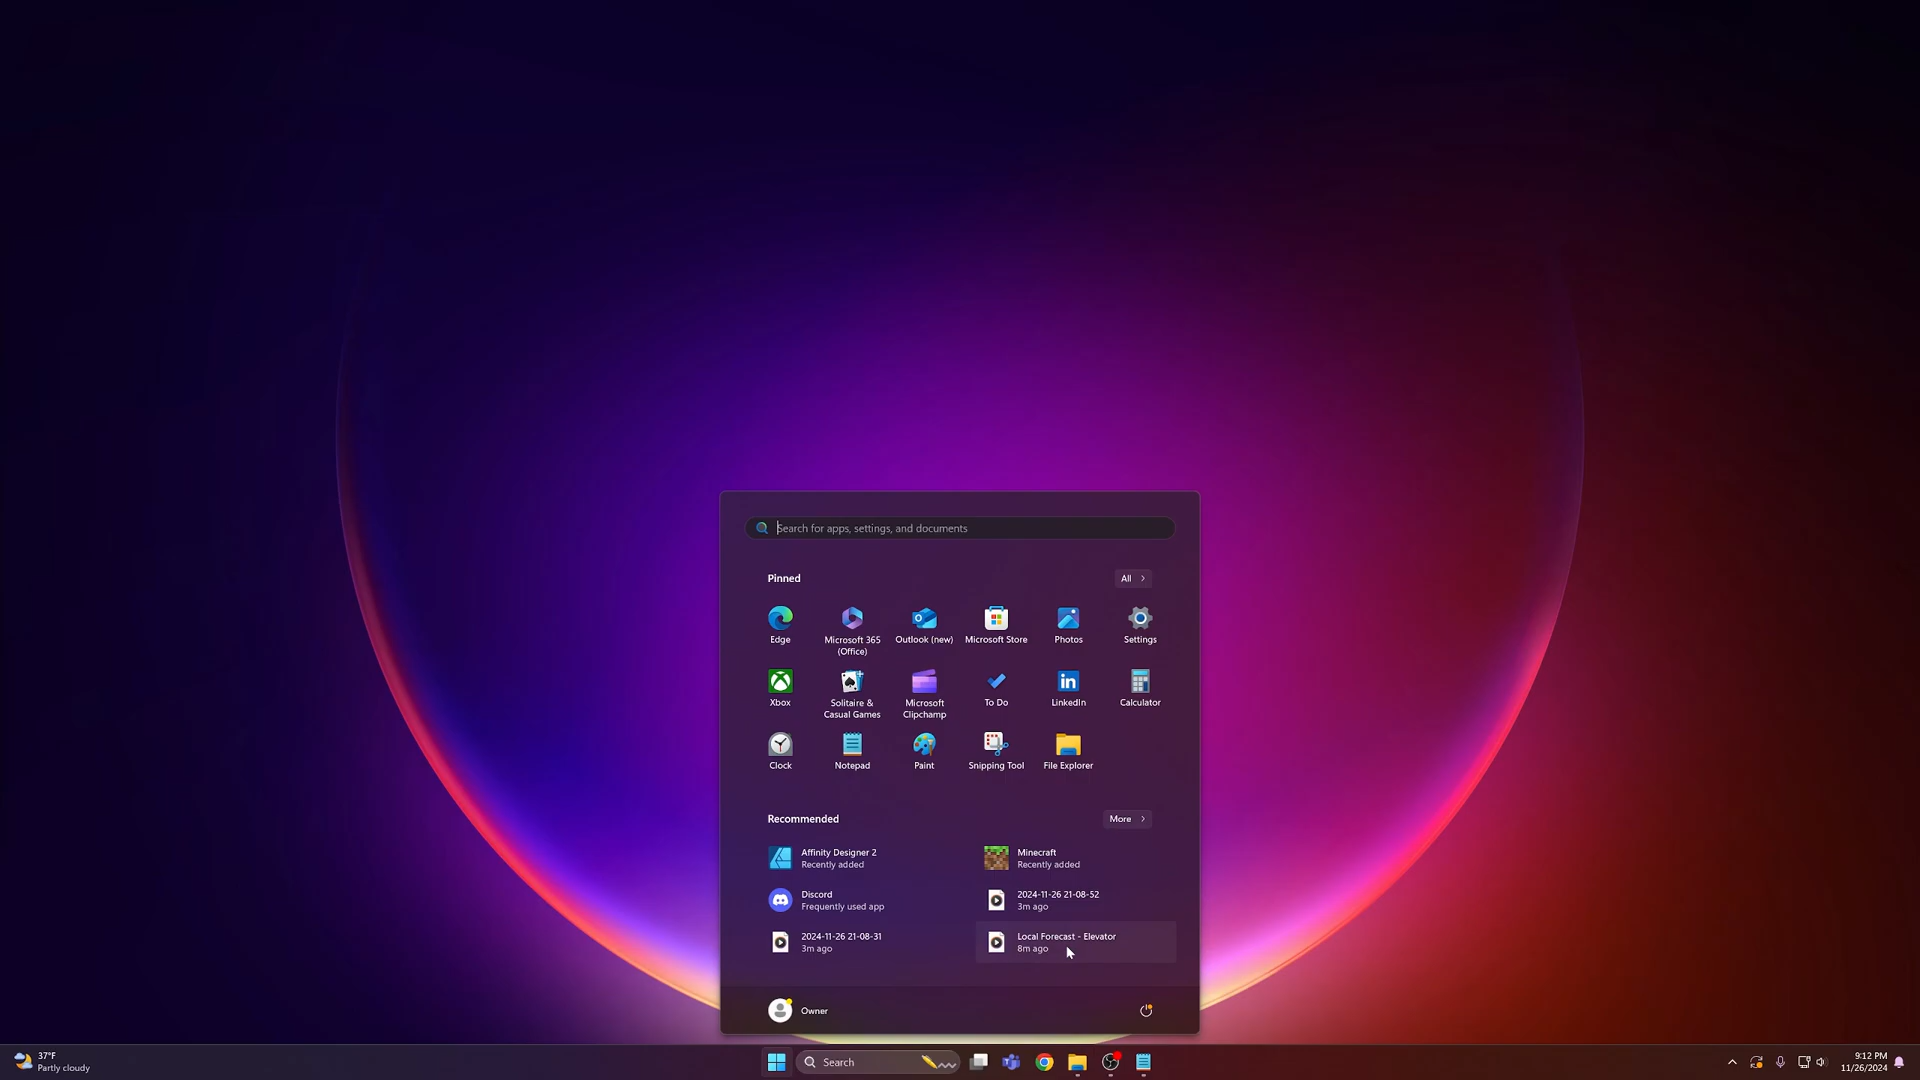 Search for apps, settings, and documents
Pinned
All
Edge
Microsoft 365
(Office)
Outlook (new)
Microsoft Store
Photos
Settings
Xbox
Solitaire &
Casual Games
Microsoft
Clipchamp
To Do
LinkedIn
Calculator
Clock
Notepad
Paint
Snipping Tool
File Explorer
Recommended
More
Affinity Designer 2
Recently added
Minecraft
Recently added
Discord
Frequently used app
2024-11-26 21-08-52
3m ago
2024-11-26 21-08-31
3m ago
Local Forecast - Elevator
8m ago
Owner
37°F
Partly cloudy
Search
9:12 PM
11/26/2024